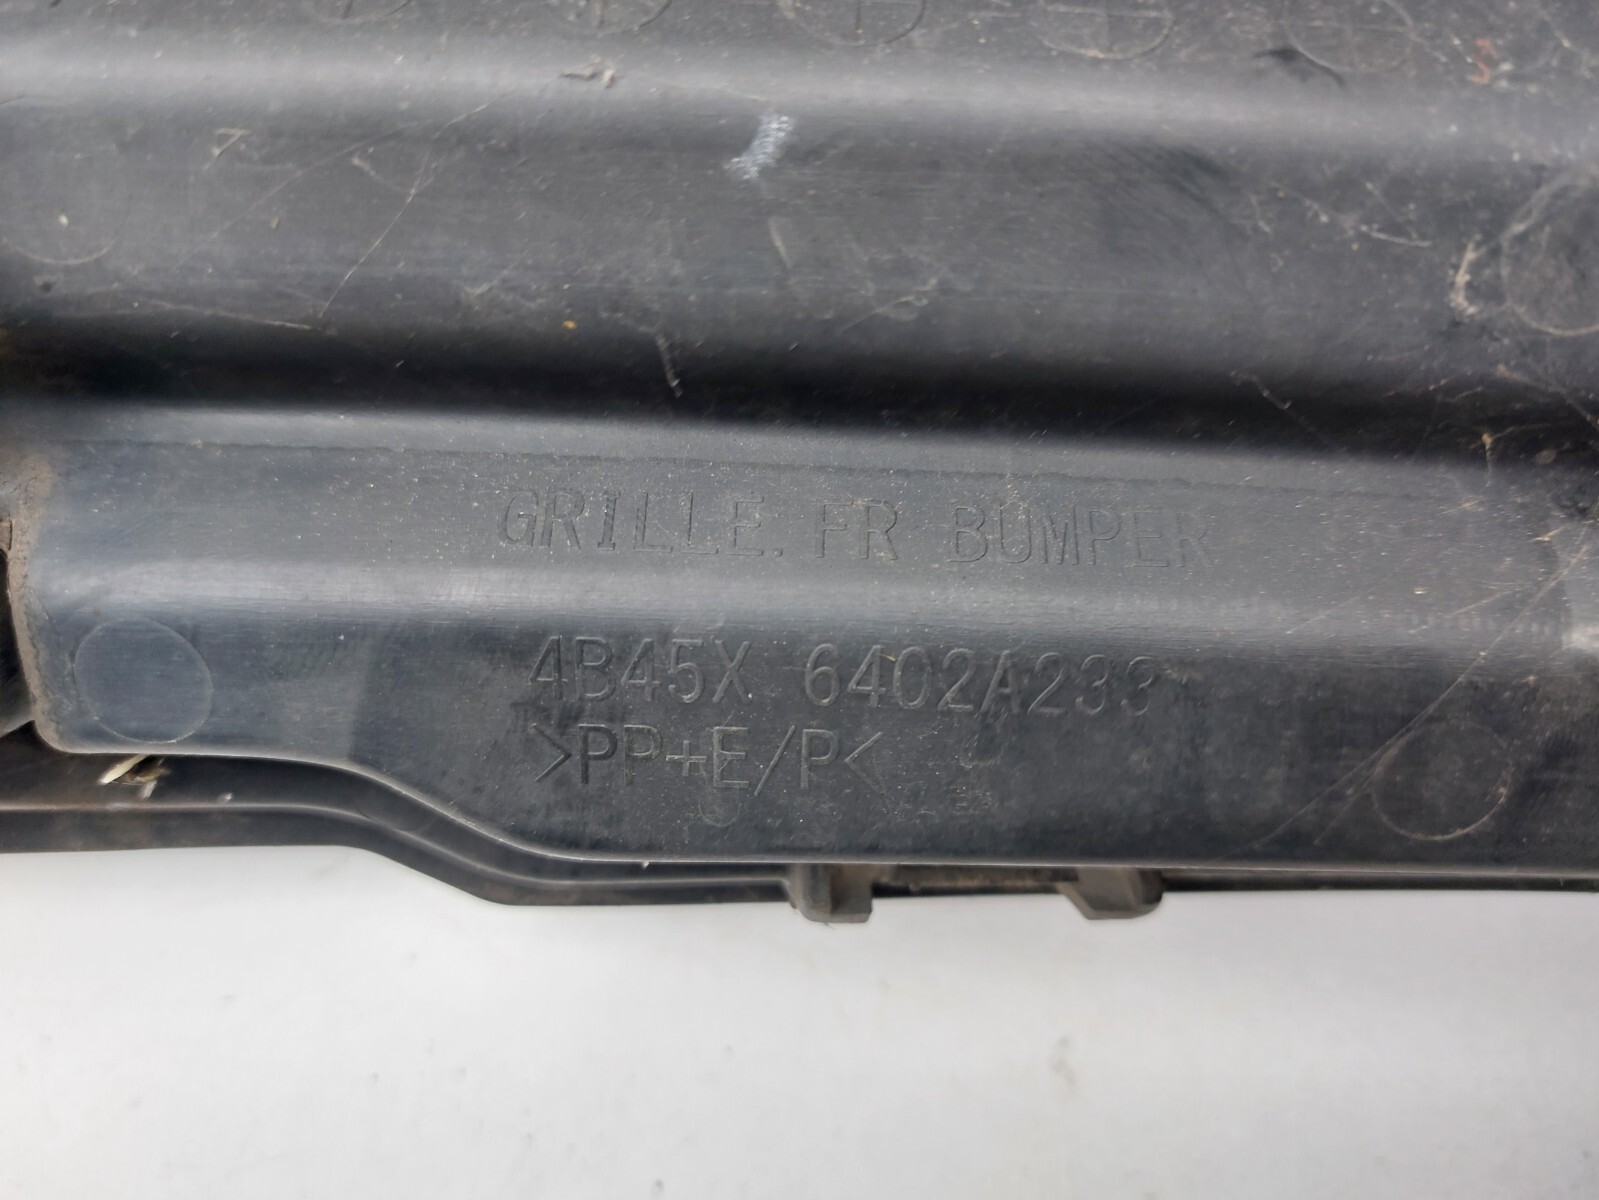 GRILLE. FR BUMPER
4B45X 6402A233
>PP+E/P<